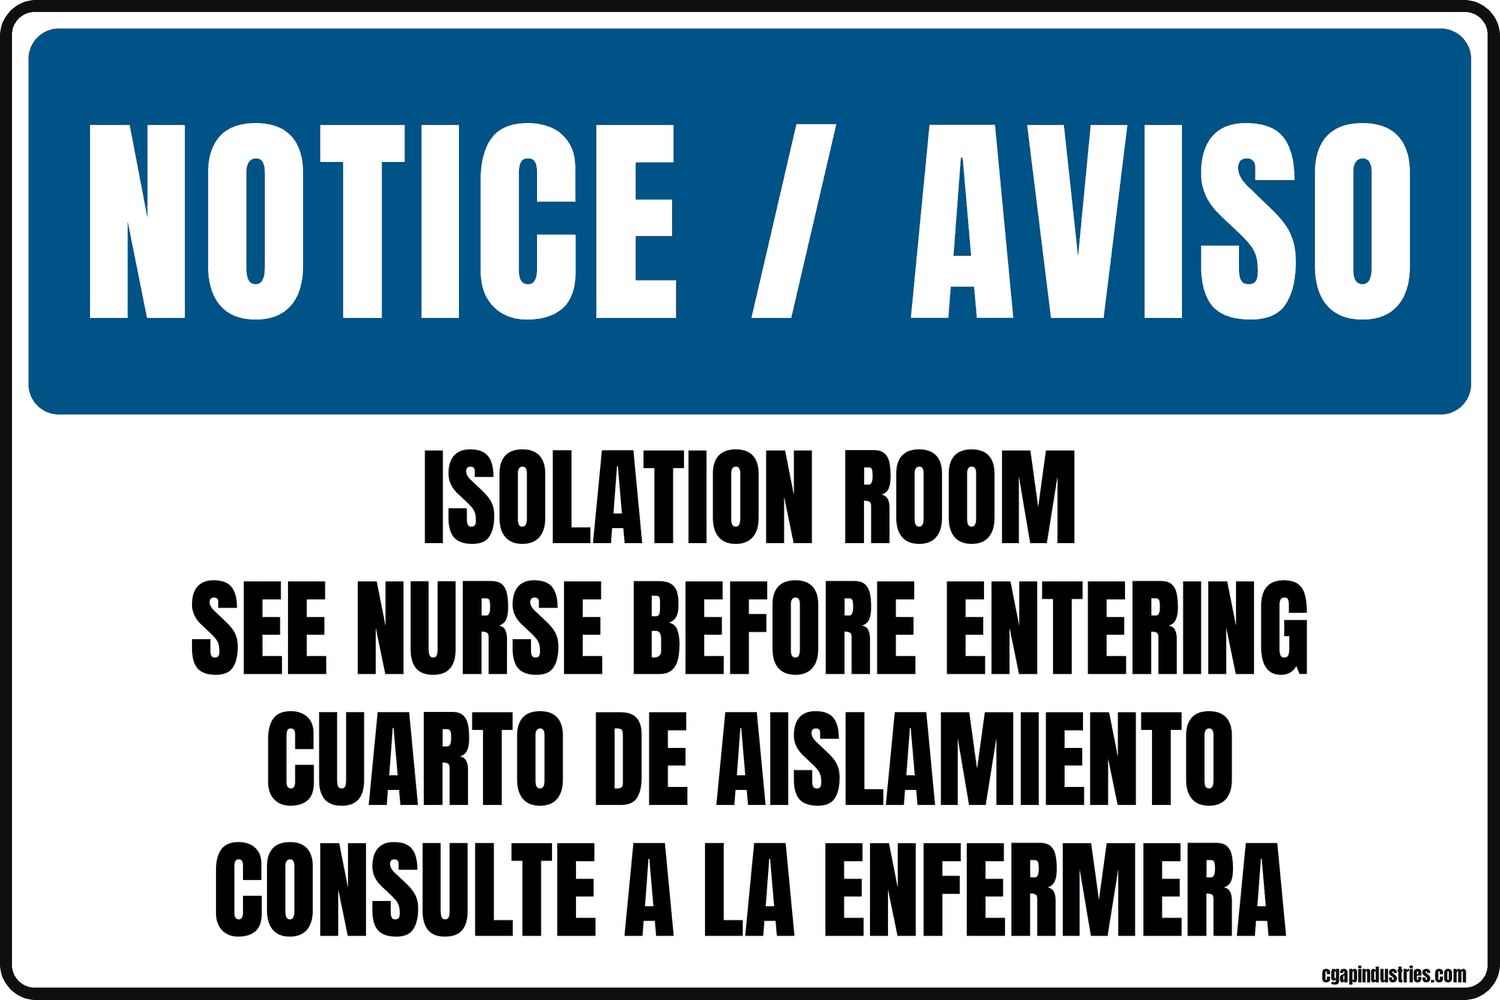 NOTICE / AVISO
ISOLATION ROOM
SEE NURSE BEFORE ENTERING
CUARTO DE AISLAMIENTO
CONSULTE A LA ENFERMERA
cgapindustries.com